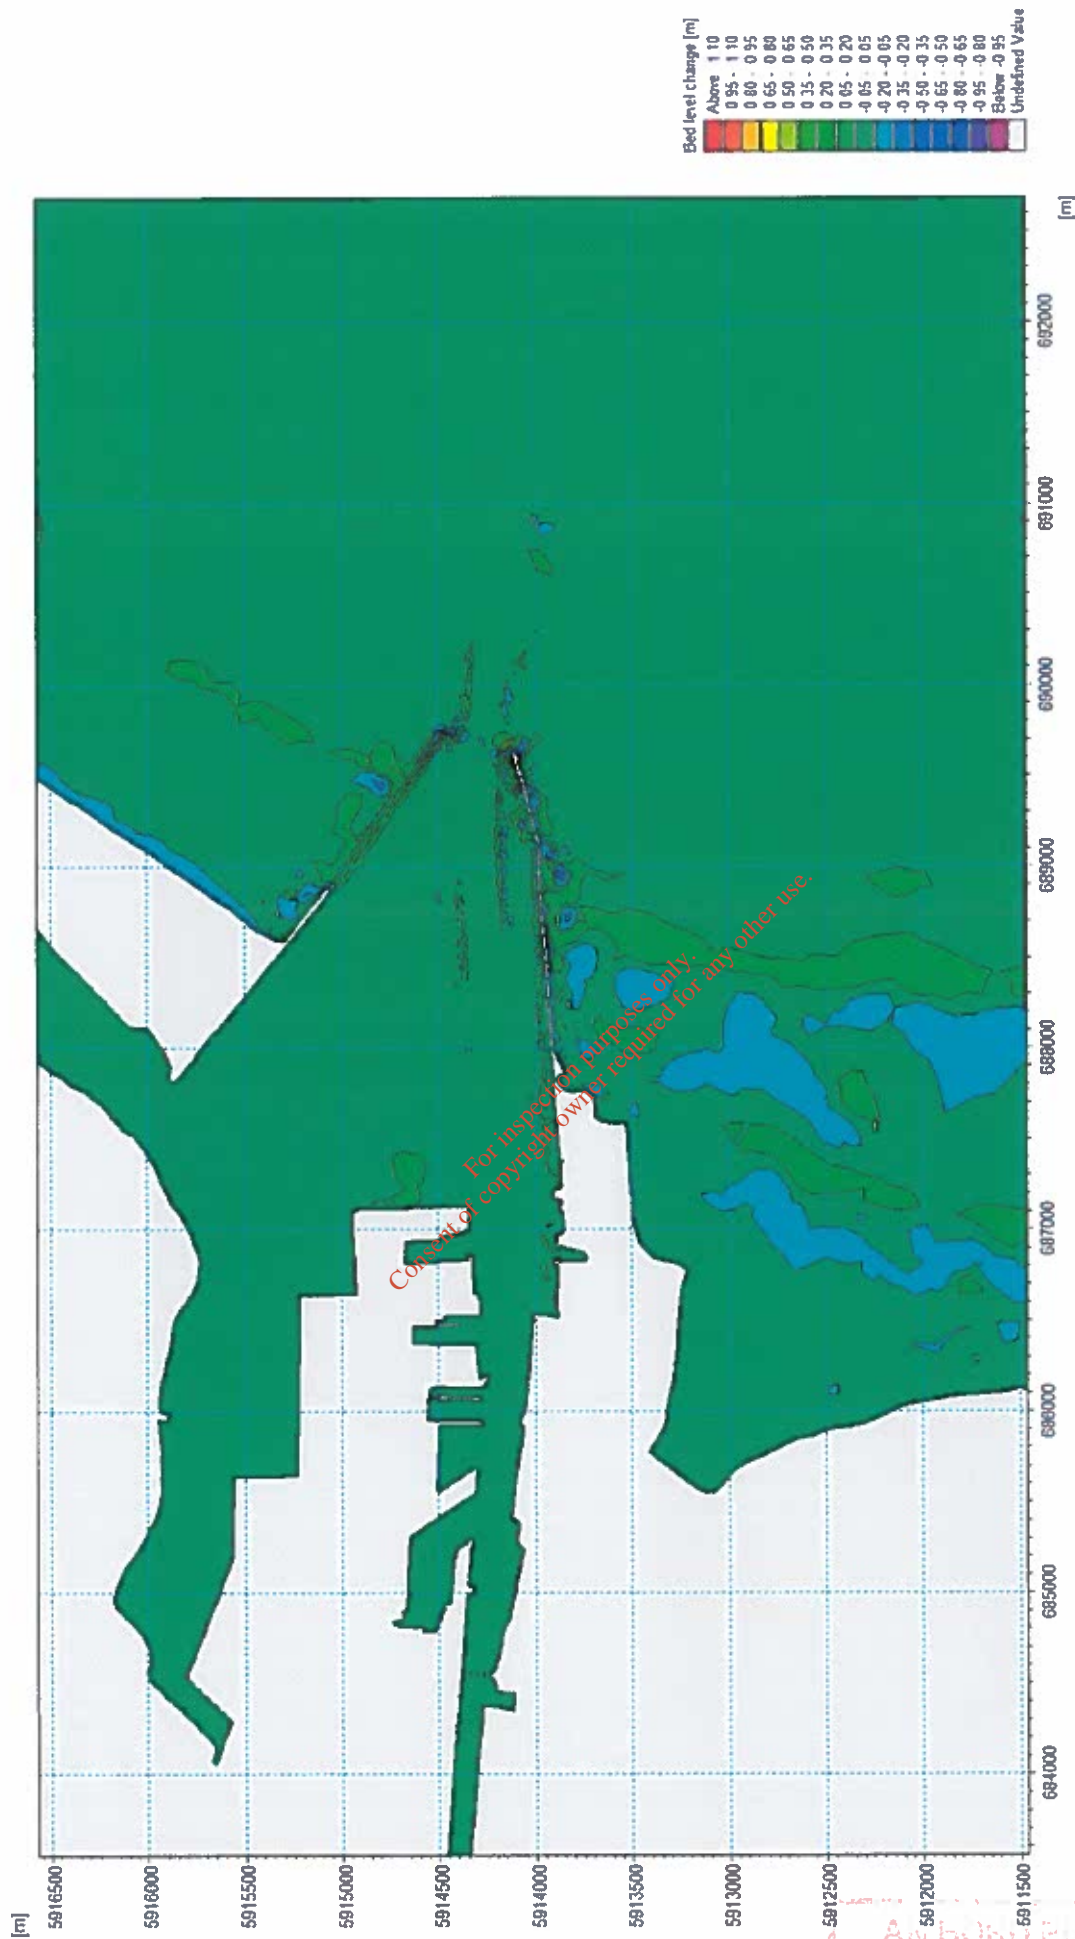 Bed level change [m]
Above 1.10
0.95 - 1.10
0.80 - 0.95
0.65 - 0.80
0.50 - 0.65
0.35 - 0.50
0.20 - 0.35
0.05 - 0.20
-0.05 - 0.05
-0.20 - -0.05
-0.35 - -0.20
-0.50 - -0.35
-0.65 - -0.50
-0.80 - -0.65
-0.95 - -0.80
Below -0.95
Undefined Value
[m]
5916500
5916000
5915500
5915000
5914500
5914000
5913500
5913000
5912500
5912000
5911500
684000
685000
686000
687000
688000
689000
690000
691000
692000
[m]
For inspection purposes only.
Consent of copyright owner required for any other use.